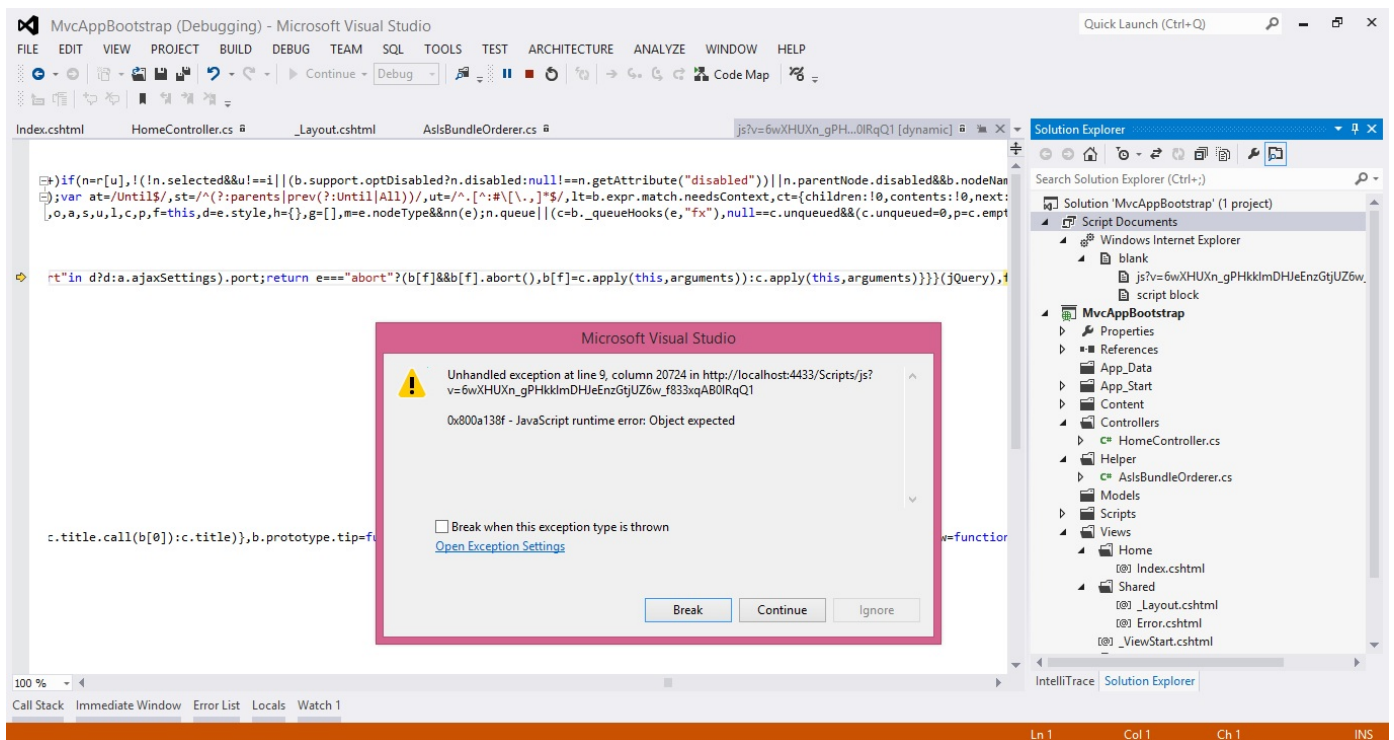 MvcAppBootstrap (Debugging) - Microsoft Visual Studio
Quick Launch (Ctrl+Q)
FILE EDIT VIEW PROJECT BUILD DEBUG TEAM SQL TOOLS TEST ARCHITECTURE ANALYZE WINDOW HELP
Continue Debug Code Map
Index.cshtml HomeController.cs _Layout.cshtml AsIsBundleOrderer.cs js?v=6wXHUXn_gPH...0IRqQ1 [dynamic]
)if(n=r[u],!(!n.selected&&u!==i||(b.support.optDisabled?n.disabled:null!==n.getAttribute("disabled"))||n.parentNode.disabled&&b.nodeNam
);var at=/Until$/,st=/^(?:parents|prev(?:Until|All))/,ut=/^.[^:#\[\.,]*$/,lt=b.expr.match.needsContext,ct={children:!0,contents:!0,next:
,o,a,s,u,l,c,p,f=this,d=e.style,h={},g=[],m=e.nodeType&&nn(e);n.queue||(c=b._queueHooks(e,"fx"),null==c.unqueued&&(c.unqueued=0,p=c.empt
rt"in d?d:a.ajaxSettings).port;return e==="abort"?(b[f]&&b[f].abort(),b[f]=c.apply(this,arguments)):c.apply(this,arguments)}}}(jQuery),f
c.title.call(b[0]):c.title)},b.prototype.tip=fu
w=function
Microsoft Visual Studio
Unhandled exception at line 9, column 20724 in http://localhost:4433/Scripts/js?
v=6wXHUXn_gPHkklmDHJeEnzGtjUZ6w_f833xqAB0IRqQ1
0x800a138f - JavaScript runtime error: Object expected
Break when this exception type is thrown
Open Exception Settings
Break Continue Ignore
Solution Explorer
Search Solution Explorer (Ctrl+;)
Solution 'MvcAppBootstrap' (1 project)
Script Documents
Windows Internet Explorer
blank
js?v=6wXHUXn_gPHkklmDHJeEnzGtjUZ6w_
script block
MvcAppBootstrap
Properties
References
App_Data
App_Start
Content
Controllers
C# HomeController.cs
Helper
C# AsIsBundleOrderer.cs
Models
Scripts
Views
Home
[@] Index.cshtml
Shared
[@] _Layout.cshtml
[@] Error.cshtml
[@] _ViewStart.cshtml
IntelliTrace Solution Explorer
100 %
Call Stack Immediate Window Error List Locals Watch 1
Ln 1 Col 1 Ch 1 INS